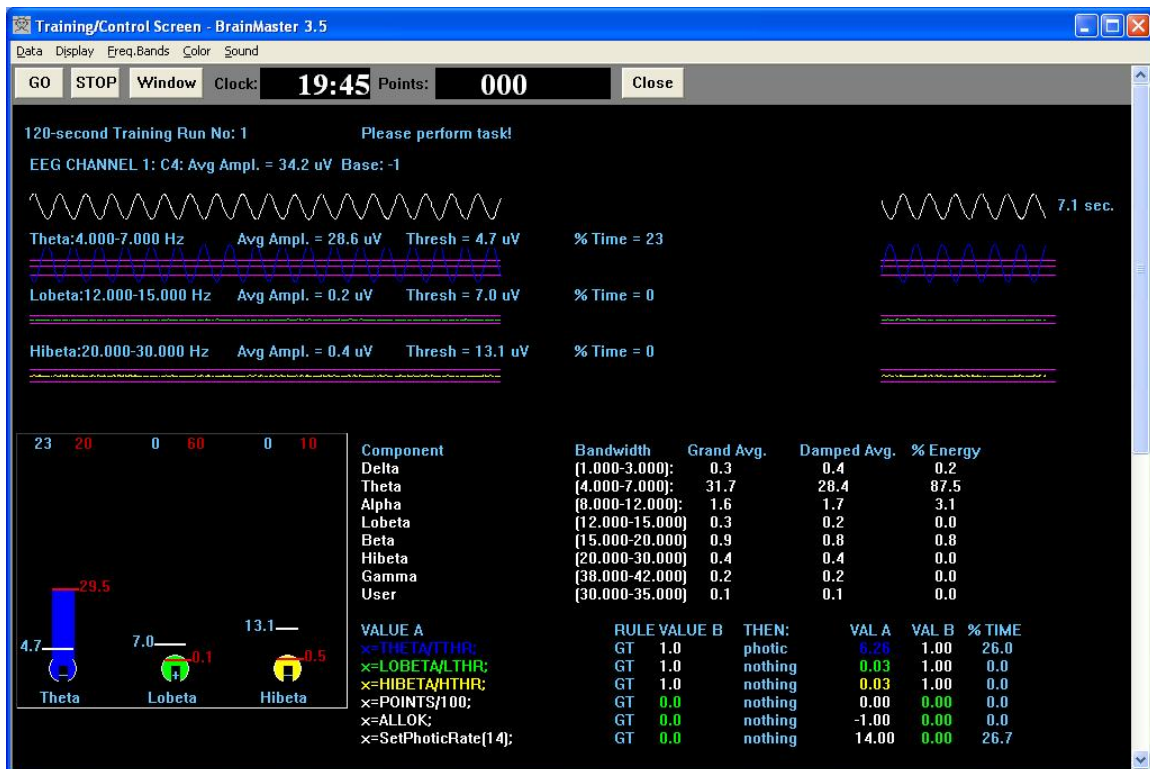 Training/Control Screen - BrainMaster 3.5
Data Display Freq.Bands Color Sound
GO STOP Window Clock: 19:45 Points: 000 Close
120-second Training Run No: 1 Please perform task!
EEG CHANNEL 1: C4: Avg Ampl. = 34.2 uV Base: -1
7.1 sec.
Theta:4.000-7.000 Hz Avg Ampl. = 28.6 uV Thresh = 4.7 uV % Time = 23
Lobeta:12.000-15.000 Hz Avg Ampl. = 0.2 uV Thresh = 7.0 uV % Time = 0
Hibeta:20.000-30.000 Hz Avg Ampl. = 0.4 uV Thresh = 13.1 uV % Time = 0
23 20 0 60 0 10
29.5
4.7 7.0 0.1 13.1 0.5
Theta Lobeta Hibeta
Component Bandwidth Grand Avg. Damped Avg. % Energy
Delta (1.000-3.000): 0.3 0.4 0.2
Theta (4.000-7.000): 31.7 28.4 87.5
Alpha (8.000-12.000): 1.6 1.7 3.1
Lobeta (12.000-15.000) 0.3 0.2 0.0
Beta (15.000-20.000) 0.9 0.8 0.8
Hibeta (20.000-30.000) 0.4 0.4 0.0
Gamma (38.000-42.000) 0.2 0.2 0.0
User (30.000-35.000) 0.1 0.1 0.0
VALUE A RULE VALUE B THEN: VAL A VAL B % TIME
x=THETA/TTHR; GT 1.0 photic 6.26 1.00 26.0
x=LOBETA/LTHR; GT 1.0 nothing 0.03 1.00 0.0
x=HIBETA/HTHR; GT 1.0 nothing 0.03 1.00 0.0
x=POINTS/100; GT 0.0 nothing 0.00 0.00 0.0
x=ALLOK; GT 0.0 nothing -1.00 0.00 0.0
x=SetPhoticRate(14); GT 0.0 nothing 14.00 0.00 26.7